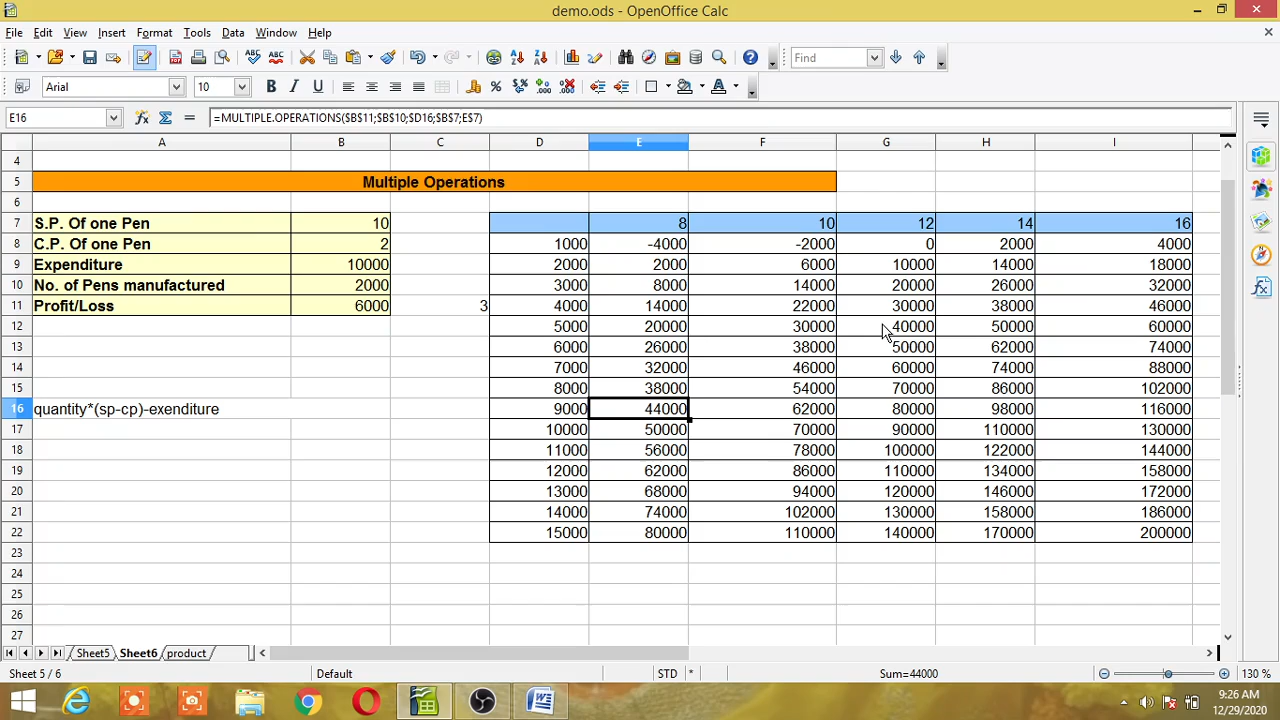 demo.ods - OpenOffice Calc
File Edit View Insert Format Tools Data Window Help
Find
Arial 10
E16 =MULTIPLE.OPERATIONS($B$11;$B$10;$D16;$B$7;E$7)
A B C D E F G H I
4
5 Multiple Operations
6
7 S.P. Of one Pen 10 8 10 12 14 16
8 C.P. Of one Pen 2 1000 -4000 -2000 0 2000 4000
9 Expenditure 10000 2000 2000 6000 10000 14000 18000
10 No. of Pens manufactured 2000 3000 8000 14000 20000 26000 32000
11 Profit/Loss 6000 3 4000 14000 22000 30000 38000 46000
12 5000 20000 30000 40000 50000 60000
13 6000 26000 38000 50000 62000 74000
14 7000 32000 46000 60000 74000 88000
15 8000 38000 54000 70000 86000 102000
16 quantity*(sp-cp)-exenditure 9000 44000 62000 80000 98000 116000
17 10000 50000 70000 90000 110000 130000
18 11000 56000 78000 100000 122000 144000
19 12000 62000 86000 110000 134000 158000
20 13000 68000 94000 120000 146000 172000
21 14000 74000 102000 130000 158000 186000
22 15000 80000 110000 140000 170000 200000
23
24
25
26
27
Sheet5 Sheet6 product
Sheet 5 / 6 Default STD * Sum=44000 130 %
9:26 AM
12/29/2020